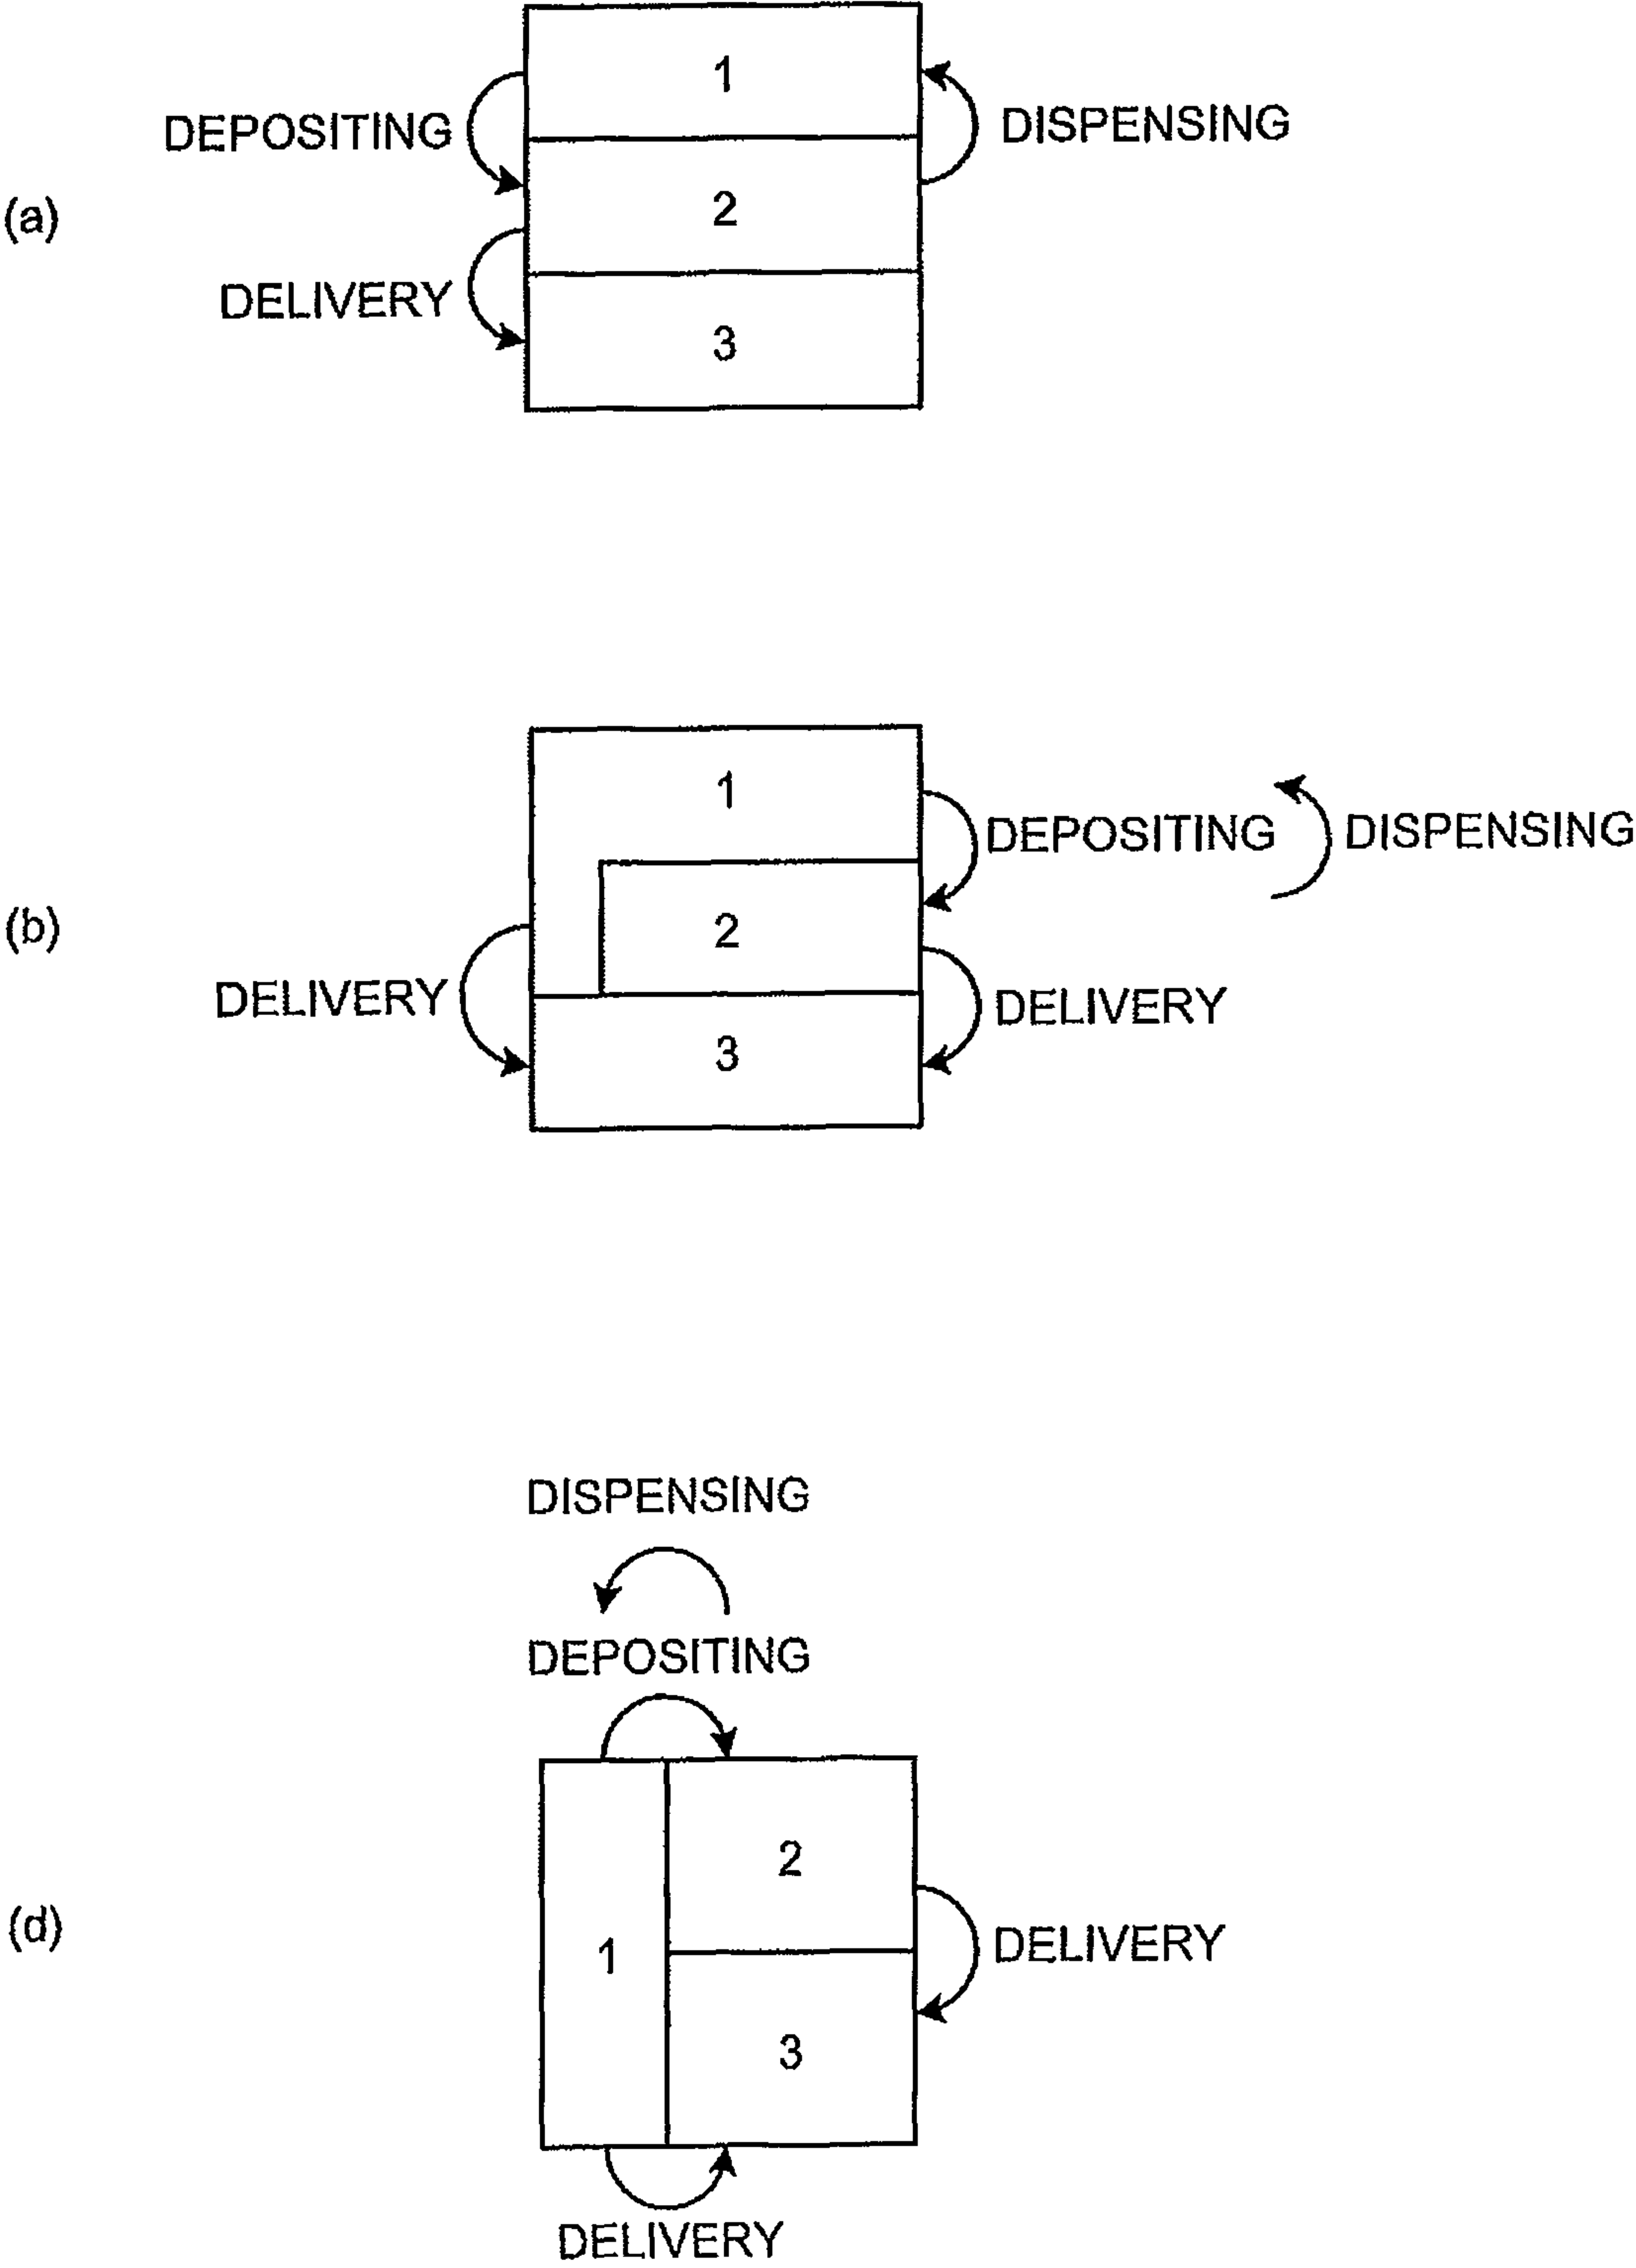 (a)
1
DEPOSITING
DISPENSING
2
DELIVERY
3
(b)
1
DEPOSITING
DISPENSING
2
DELIVERY
DELIVERY
3
DISPENSING
DEPOSITING
(d)
2
1
DELIVERY
3
DELIVERY